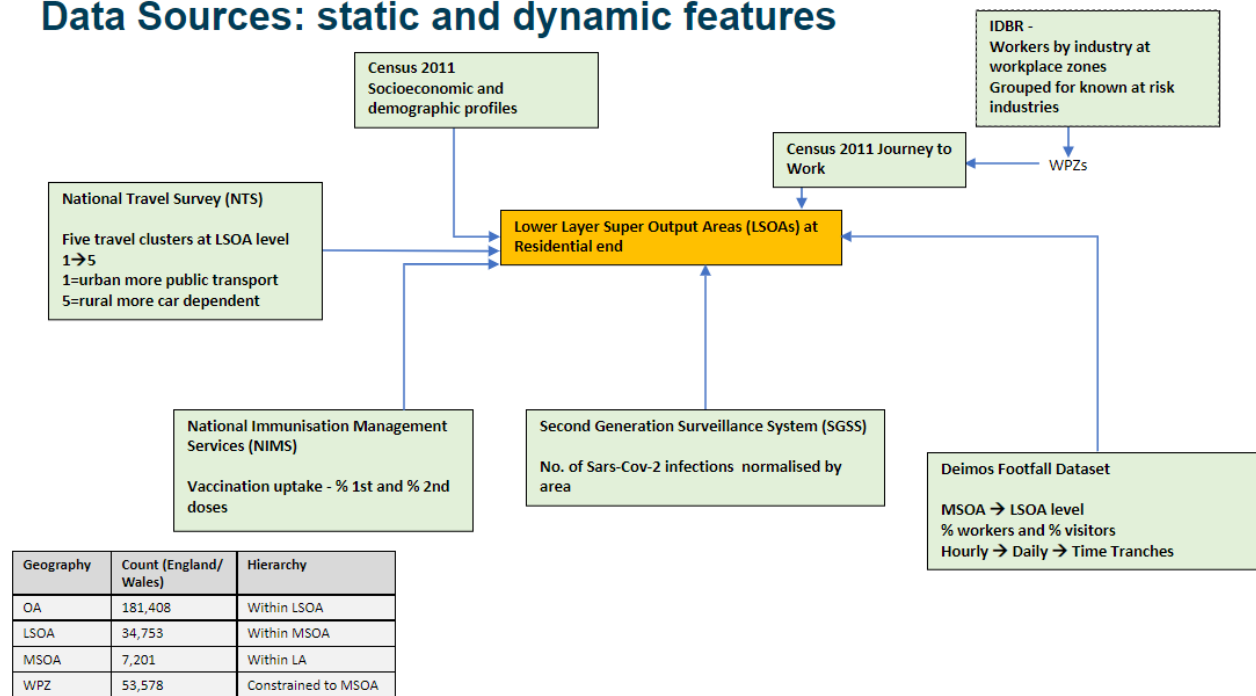 Data Sources: static and dynamic features
IDBR -
Workers by industry at
workplace zones
Grouped for known at risk
industries
Census 2011
Socioeconomic and
demographic profiles
Census 2011 Journey to
Work
WPZs
National Travel Survey (NTS)
Five travel clusters at LSOA level
1→5
1=urban more public transport
5=rural more car dependent
Lower Layer Super Output Areas (LSOAs) at
Residential end
National Immunisation Management
Services (NIMS)
Vaccination uptake - % 1st and % 2nd
doses
Second Generation Surveillance System (SGSS)
No. of Sars-Cov-2 infections normalised by
area
Deimos Footfall Dataset
MSOA → LSOA level
% workers and % visitors
Hourly → Daily → Time Tranches
Geography Count (England/ Hierarchy
Wales)
OA 181,408 Within LSOA
LSOA 34,753 Within MSOA
MSOA 7,201 Within LA
WPZ 53,578 Constrained to MSOA